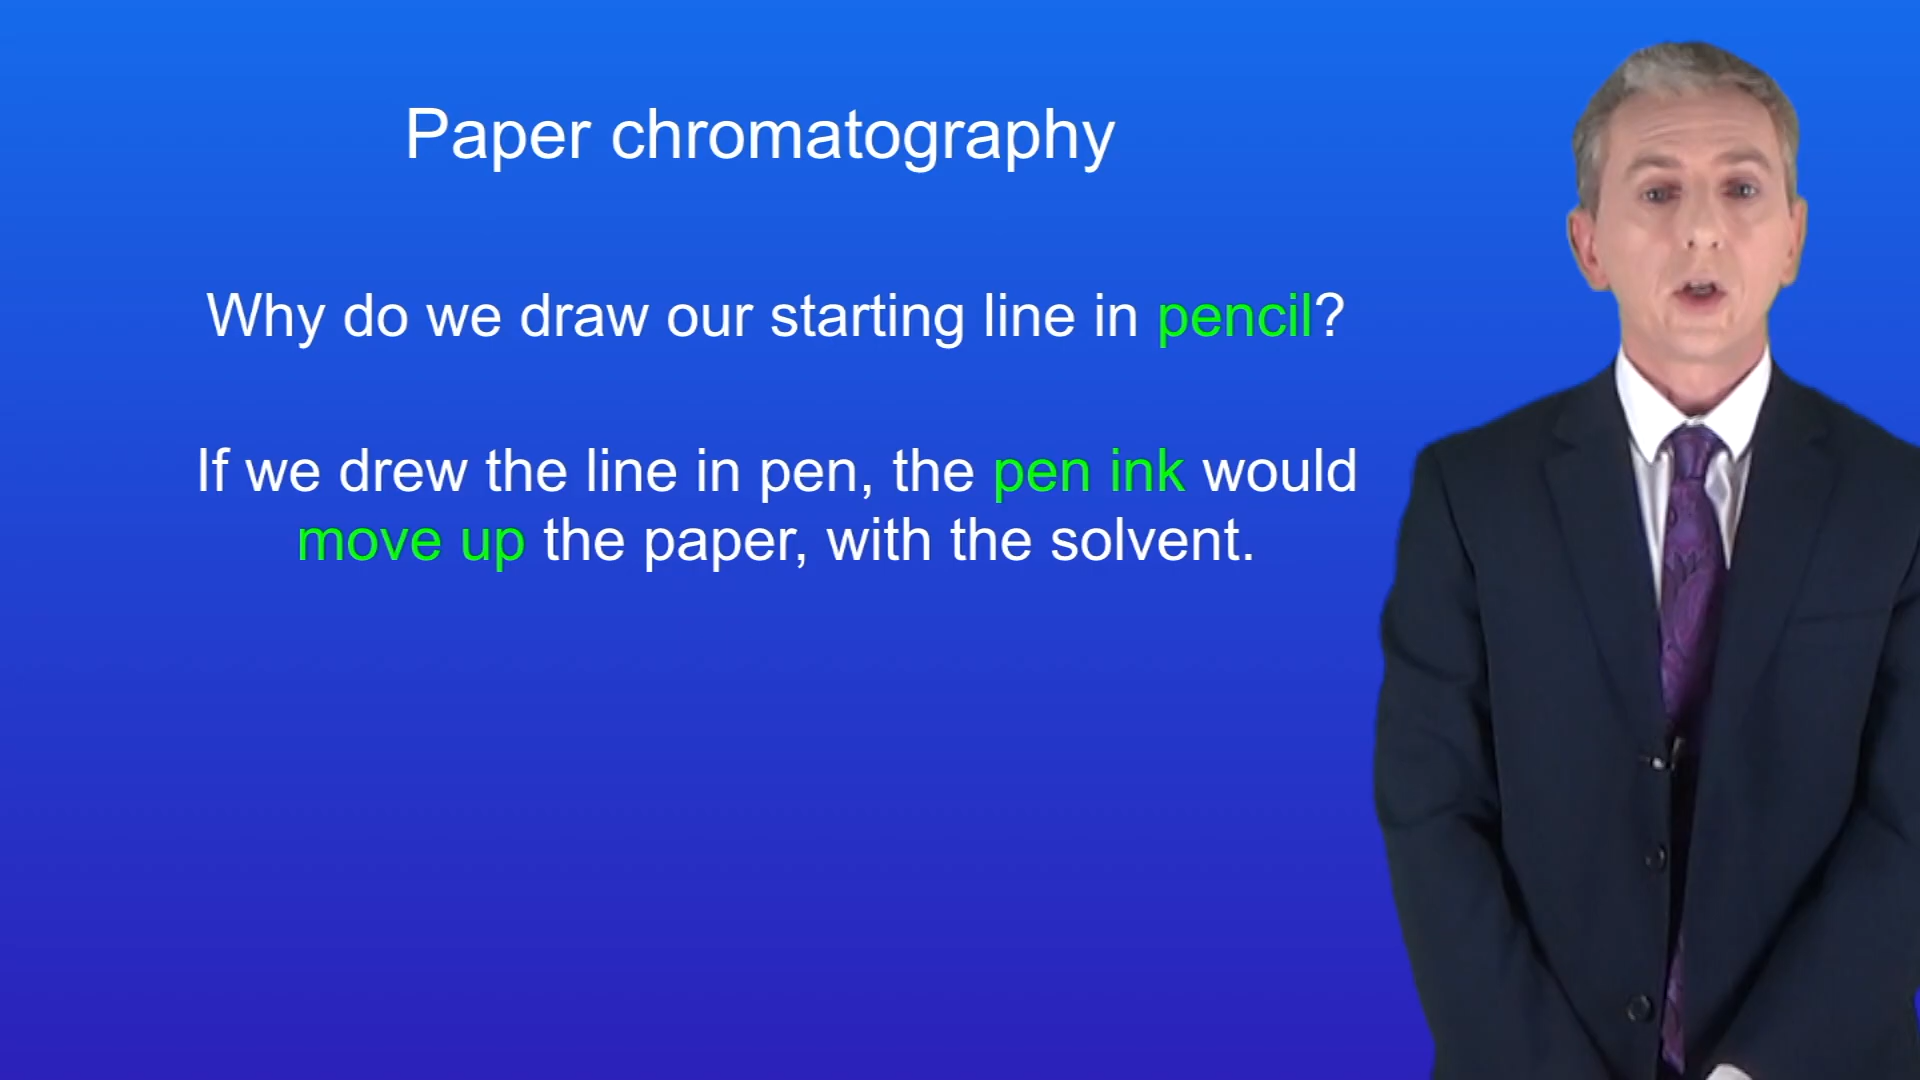 Paper chromatography
Why do we draw our starting line in pencil?
If we drew the line in pen, the pen ink would
move up the paper, with the solvent.